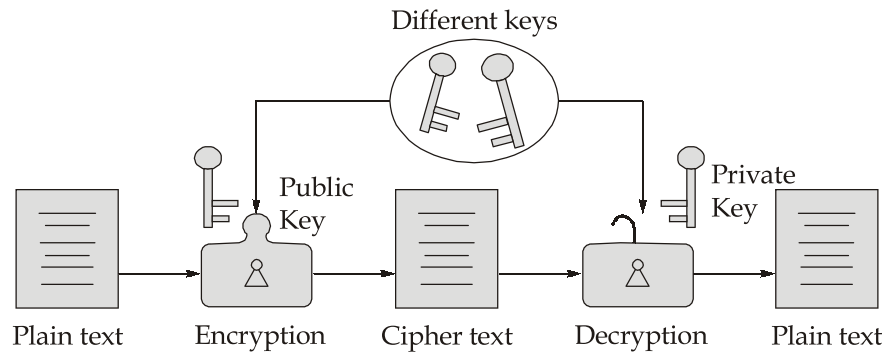 Different keys
Public
Key
Private
Key
Plain text
Encryption
Cipher text
Decryption
Plain text